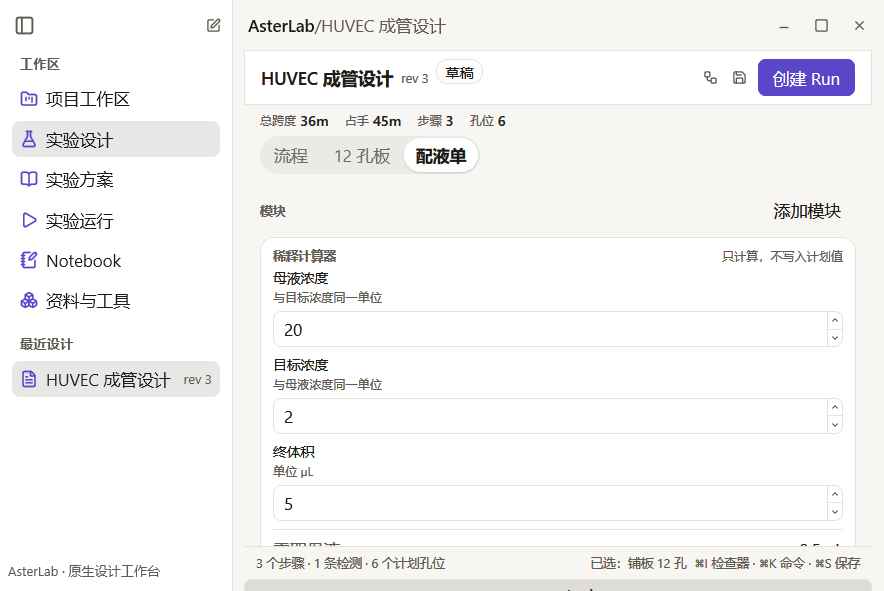 AsterLab/HUVEC 成管设计
工作区
项目工作区
实验设计
实验方案
实验运行
Notebook
资料与工具
最近设计
HUVEC 成管设计 rev 3
AsterLab · 原生设计工作台
HUVEC 成管设计 rev 3 草稿
创建 Run
总跨度 36m 占手 45m 步骤 3 孔位 6
流程 12 孔板 配液单
模块 添加模块
稀释计算器 只计算，不写入计划值
母液浓度
与目标浓度同一单位
20
目标浓度
与母液浓度同一单位
2
终体积
单位 µL
5
3 个步骤 · 1 条检测 · 6 个计划孔位 已选：铺板 12 孔 ⌘I 检查器 · ⌘K 命令 · ⌘S 保存